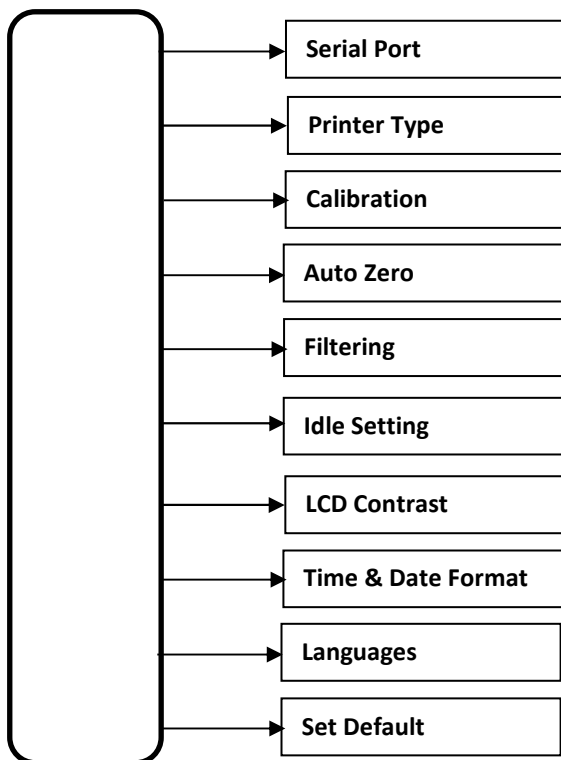 Serial Port
Printer Type
Calibration
Auto Zero
Filtering
Idle Setting
LCD Contrast
Time & Date Format
Languages
Set Default